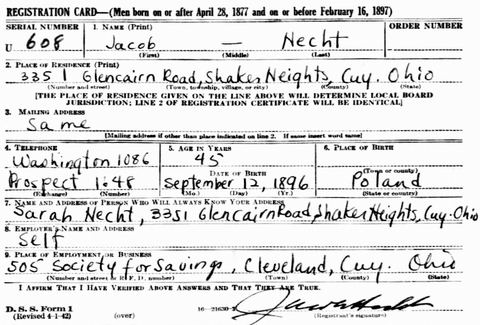 REGISTRATION CARD—(Men born on or after April 28, 1877 and on or before February 16, 1897)
SERIAL NUMBER 1. NAME (Print) ORDER NUMBER
U 608 Jacob — Hecht
(First) (Middle) (Last)
2. PLACE OF RESIDENCE (Print)
3351 Glencairn Road, Shaker Heights, Cuy. Ohio
(Number and street) (Town, township, village, or city) (County) (State)
[THE PLACE OF RESIDENCE GIVEN ON THE LINE ABOVE WILL DETERMINE LOCAL BOARD
JURISDICTION; LINE 2 OF REGISTRATION CERTIFICATE WILL BE IDENTICAL]
3. MAILING ADDRESS
Same
[Mailing address if other than place indicated on line 2. If same insert word same]
4. TELEPHONE 5. AGE IN YEARS 6. PLACE OF BIRTH
Washington 1086 45
DATE OF BIRTH (Town or county)
Prospect 1648 September 12, 1896 Poland
(Exchange) (Number) (Mo.) (Day) (Yr.) (State or country)
7. NAME AND ADDRESS OF PERSON WHO WILL ALWAYS KNOW YOUR ADDRESS
Sarah Hecht, 3351 Glencairn Road, Shaker Heights, Cuy. Ohio
8. EMPLOYER'S NAME AND ADDRESS
Self
9. PLACE OF EMPLOYMENT OR BUSINESS
505 Society for Savings, Cleveland, Cuy. Ohio
(Number and street or R. F. D. number) (Town) (County) (State)
I AFFIRM THAT I HAVE VERIFIED ABOVE ANSWERS AND THAT THEY ARE TRUE.
D. S. S. Form 1
(Revised 4-1-42) (over) 16—21630-2
(Registrant's signature)